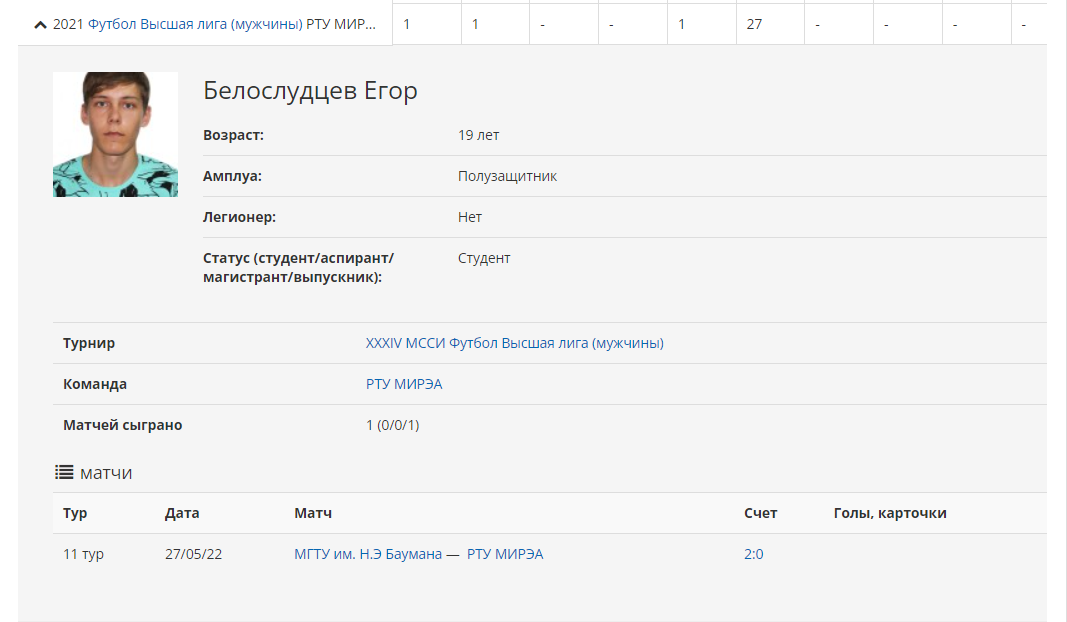 2021 Футбол Высшая лига (мужчины) РТУ МИР... 1 1 - - 1 27 - - - -
Белослудцев Егор
Возраст: 19 лет
Амплуа: Полузащитник
Легионер: Нет
Статус (студент/аспирант/ Студент
магистрант/выпускник):
Турнир XXXIV МССИ Футбол Высшая лига (мужчины)
Команда РТУ МИРЭА
Матчей сыграно 1 (0/0/1)
матчи
Тур Дата Матч Счет Голы, карточки
11 тур 27/05/22 МГТУ им. Н.Э Баумана — РТУ МИРЭА 2:0